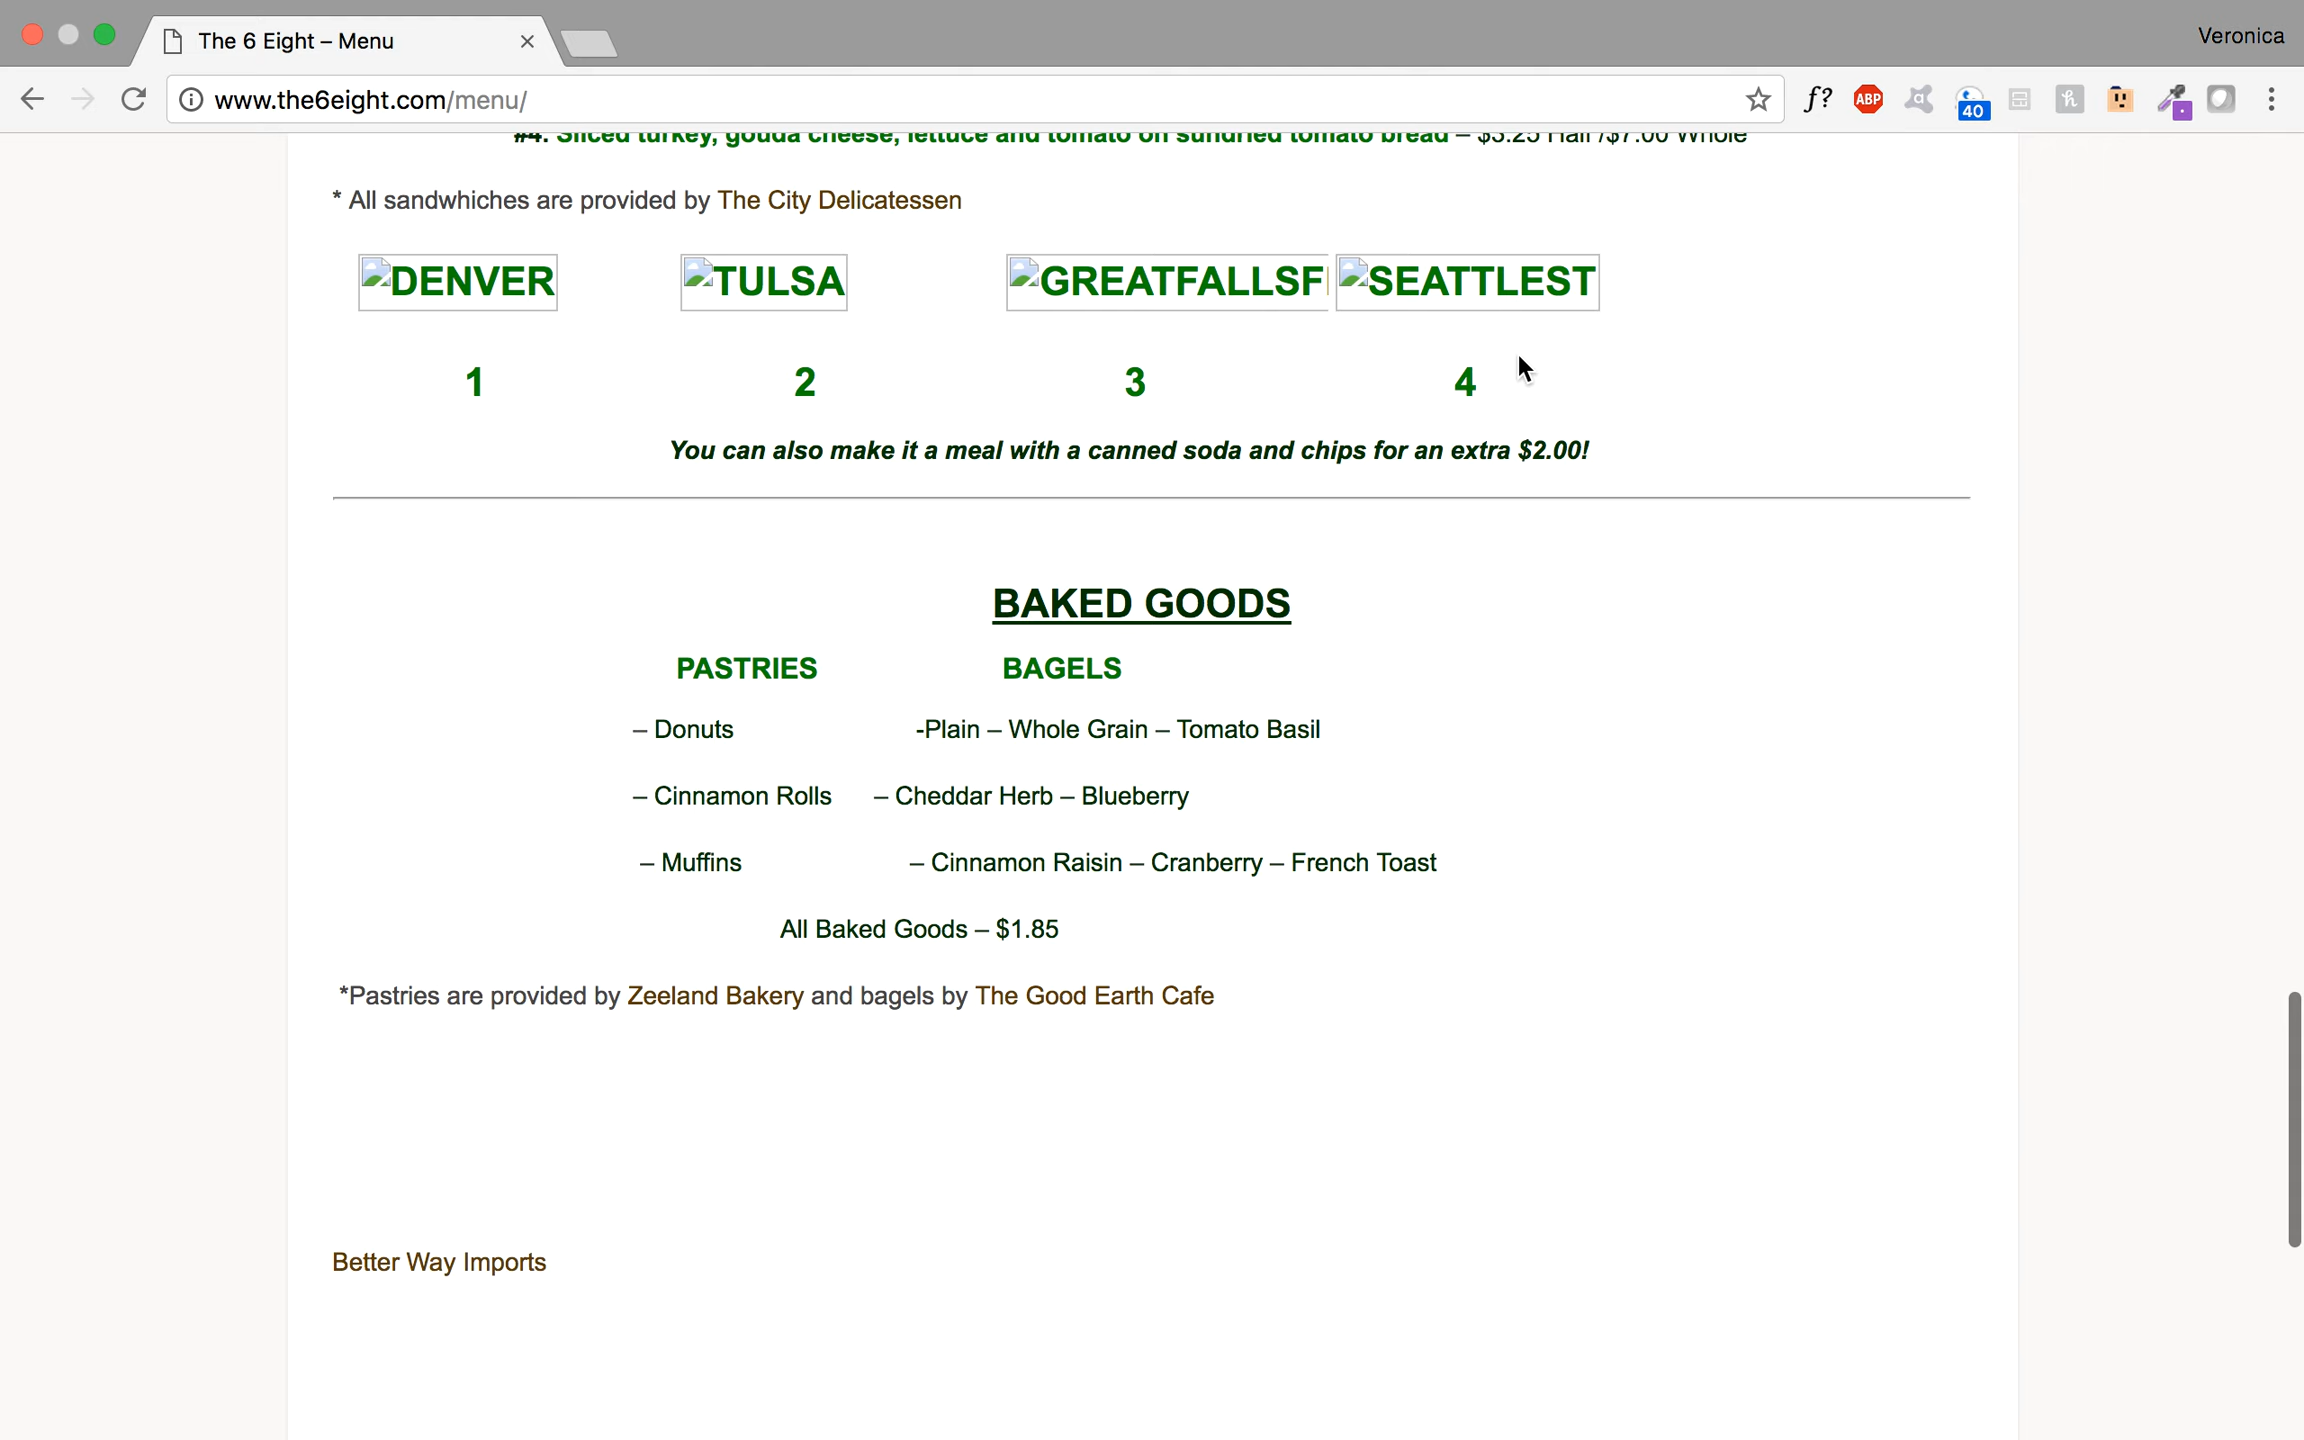 The 6 Eight – Menu
Veronica
www.the6eight.com/menu/
f?
ABP
40
#4. Sliced turkey, gouda cheese, lettuce and tomato on sundried tomato bread – Half /$7.00 Whole
* All sandwhiches are provided by The City Delicatessen
DENVER TULSA GREATFALLSF SEATTLEST
1 2 3 4
You can also make it a meal with a canned soda and chips for an extra $2.00!
BAKED GOODS
PASTRIES BAGELS
– Donuts -Plain – Whole Grain – Tomato Basil
– Cinnamon Rolls – Cheddar Herb – Blueberry
– Muffins – Cinnamon Raisin – Cranberry – French Toast
All Baked Goods – $1.85
*Pastries are provided by Zeeland Bakery and bagels by The Good Earth Cafe
Better Way Imports